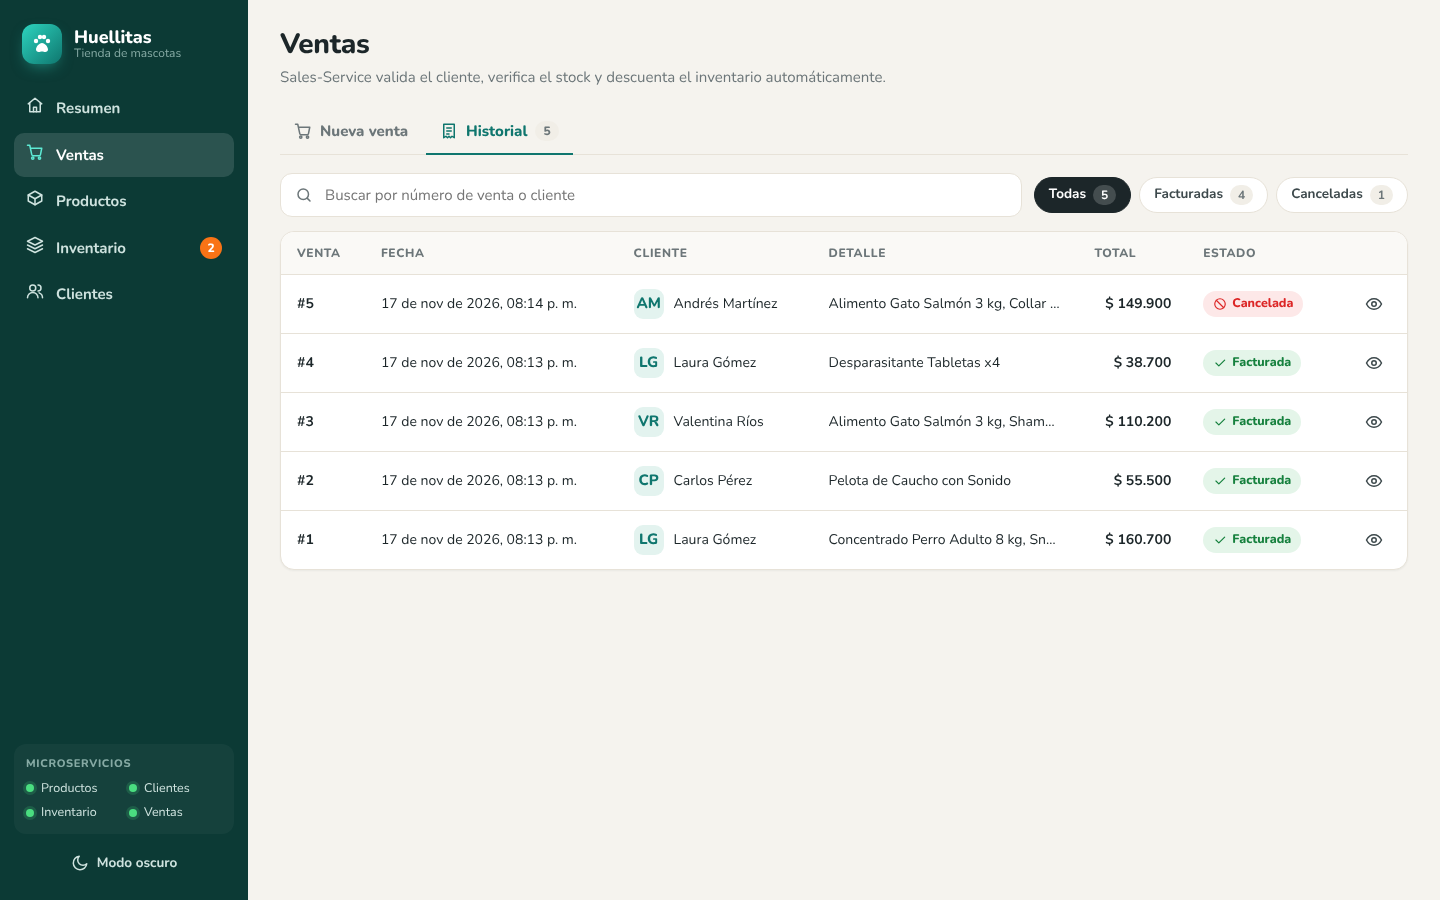 Huellitas
Tienda de mascotas
Resumen
Ventas
Productos
Inventario 2
Clientes
MICROSERVICIOS
Productos Clientes
Inventario Ventas
Modo oscuro
Ventas
Sales-Service valida el cliente, verifica el stock y descuenta el inventario automáticamente.
Nueva venta Historial 5
Buscar por número de venta o cliente Todas 5 Facturadas 4 Canceladas 1
VENTA FECHA CLIENTE DETALLE TOTAL ESTADO
#5 17 de nov de 2026, 08:14 p. m. AM Andrés Martínez Alimento Gato Salmón 3 kg, Collar ... $ 149.900 Cancelada
#4 17 de nov de 2026, 08:13 p. m. LG Laura Gómez Desparasitante Tabletas x4 $ 38.700 Facturada
#3 17 de nov de 2026, 08:13 p. m. VR Valentina Ríos Alimento Gato Salmón 3 kg, Sham... $ 110.200 Facturada
#2 17 de nov de 2026, 08:13 p. m. CP Carlos Pérez Pelota de Caucho con Sonido $ 55.500 Facturada
#1 17 de nov de 2026, 08:13 p. m. LG Laura Gómez Concentrado Perro Adulto 8 kg, Sn... $ 160.700 Facturada